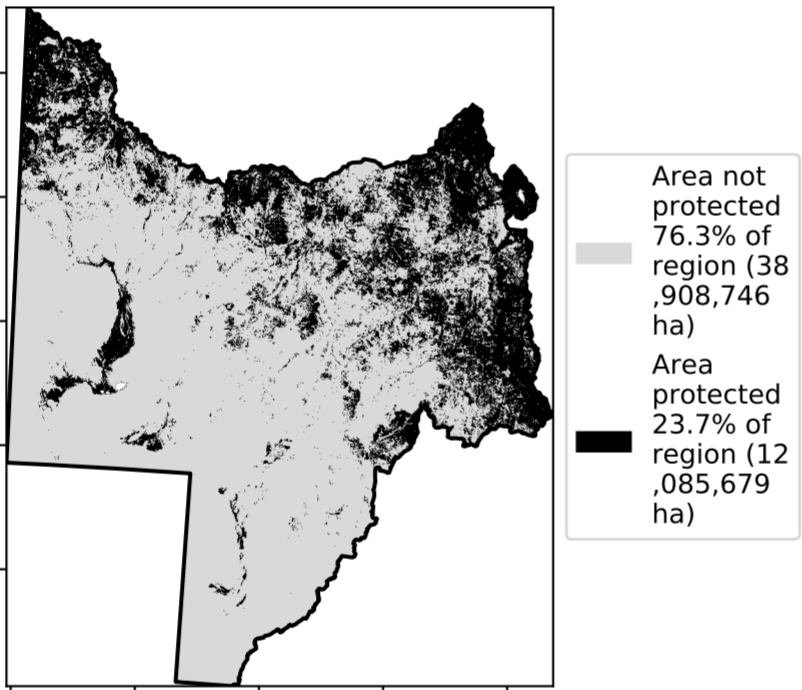 Area not
protected
76.3% of
region (38
,908,746
ha)
Area
protected
23.7% of
region (12
,085,679
ha)